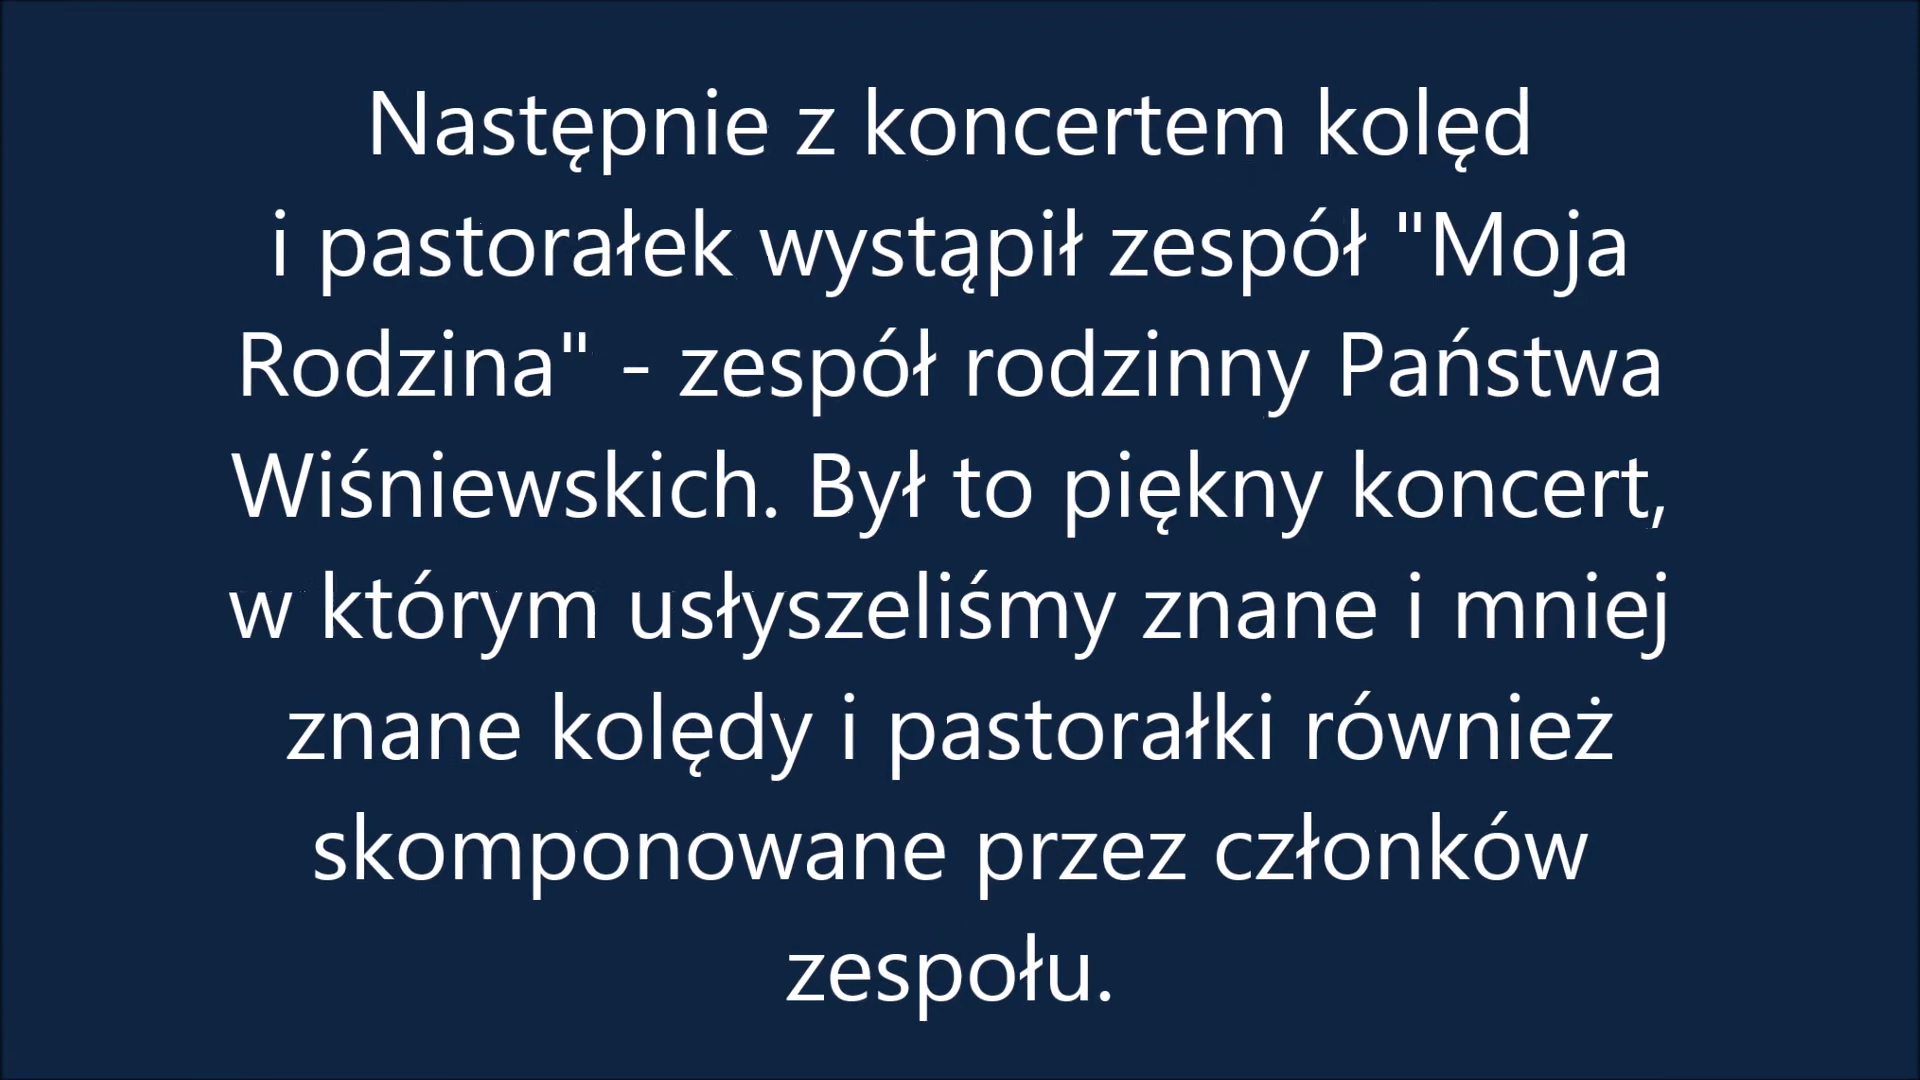 Następnie z koncertem kolęd
i pastorałek wystąpił zespół "Moja
Rodzina" - zespół rodzinny Państwa
Wiśniewskich. Był to piękny koncert,
w którym usłyszeliśmy znane i mniej
znane kolędy i pastorałki również
skomponowane przez członków
zespołu.